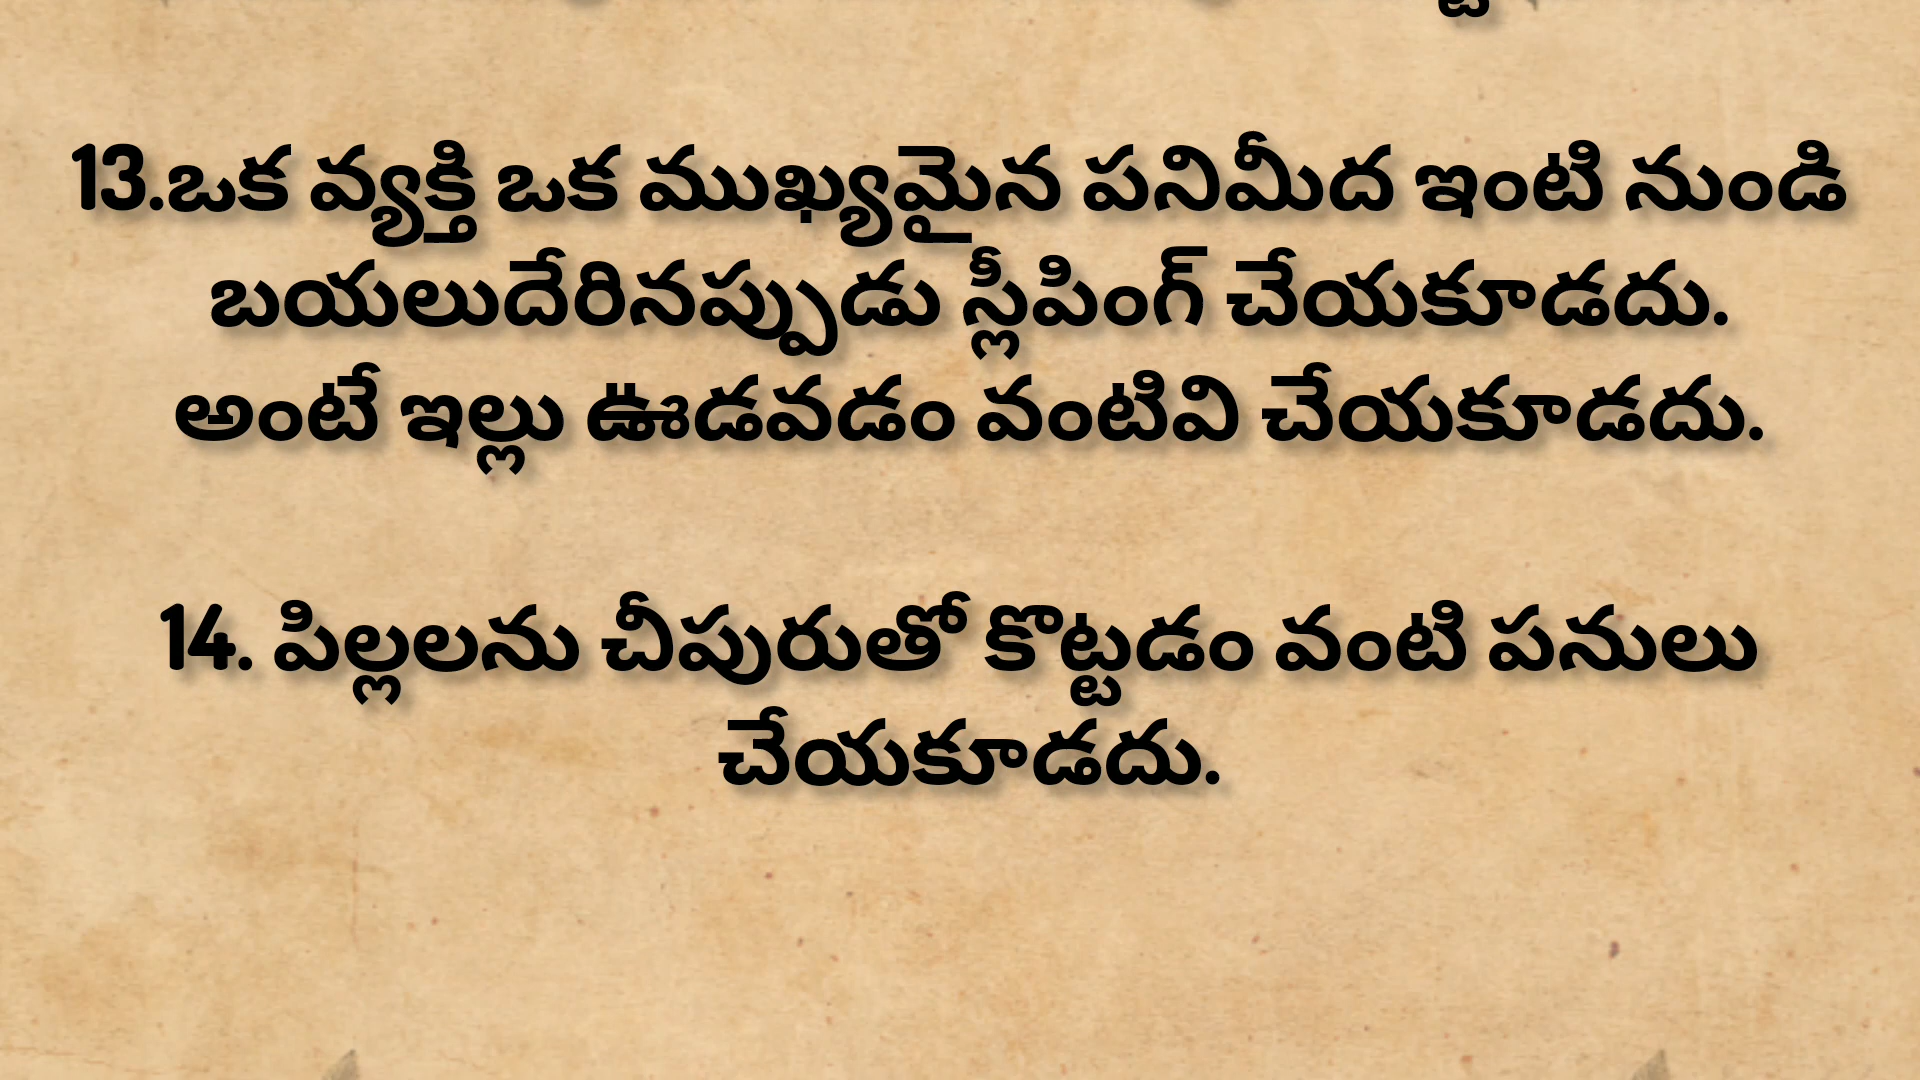 13.ఒక వ్యక్తి ఒక ముఖ్యమైన పనిమీద ఇంటి నుండి
బయలుదేరినప్పుడు స్లీపింగ్ చేయకూడదు.
అంటే ఇల్లు ఊడవడం వంటివి చేయకూడదు.
14. పిల్లలను చీపురుతో కొట్టడం వంటి పనులు
చేయకూడదు.